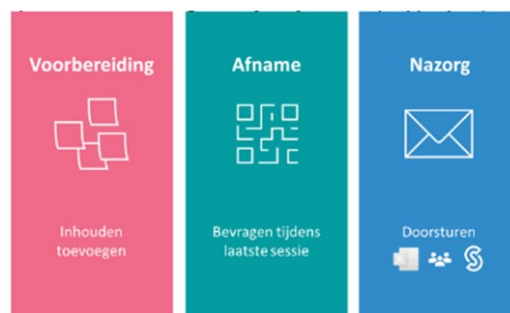 Voorbereiding
Inhouden
toevoegen
Afname
Bevragen tijdens
laatste sessie
Nazorg
Doorsturen